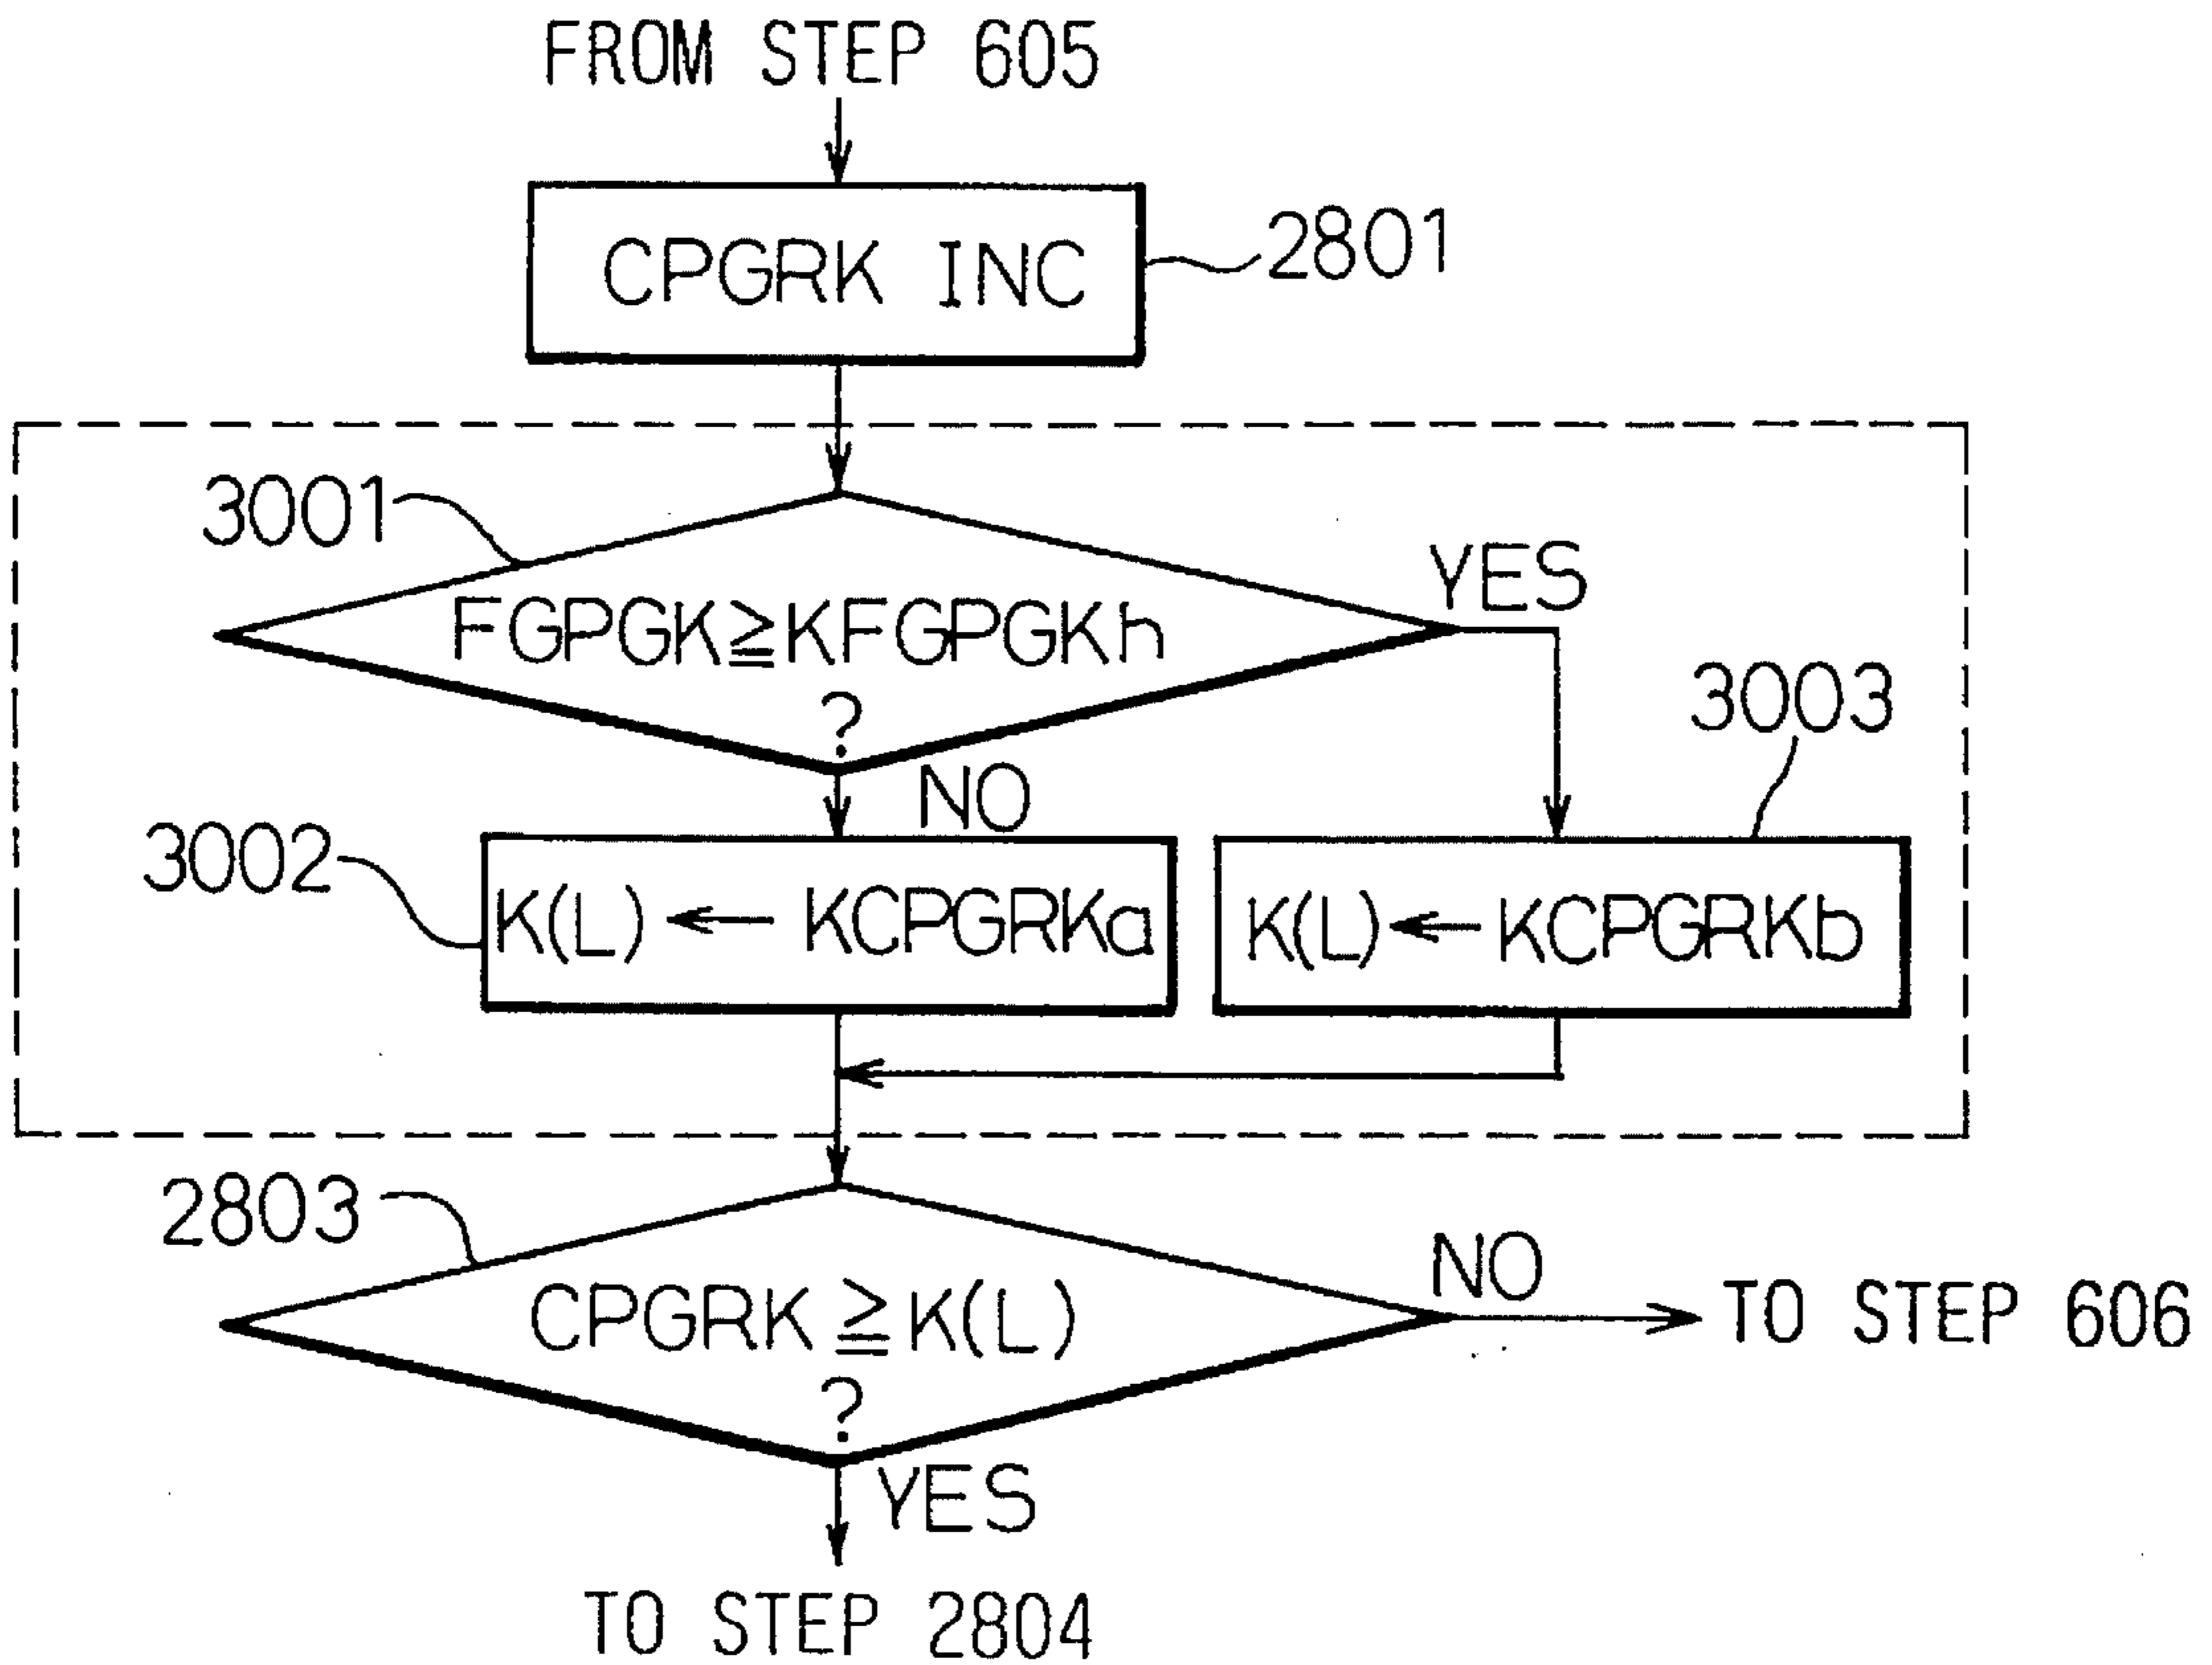 FROM STEP 605
CPGRK INC
2801
3001
FGPGK≧KFGPGKh
?
YES
NO
3003
3002
K(L) ← KCPGRKa
K(L) ← KCPGRKb
2803
CPGRK ≧ K(L)
?
NO
TO STEP 606
YES
TO STEP 2804